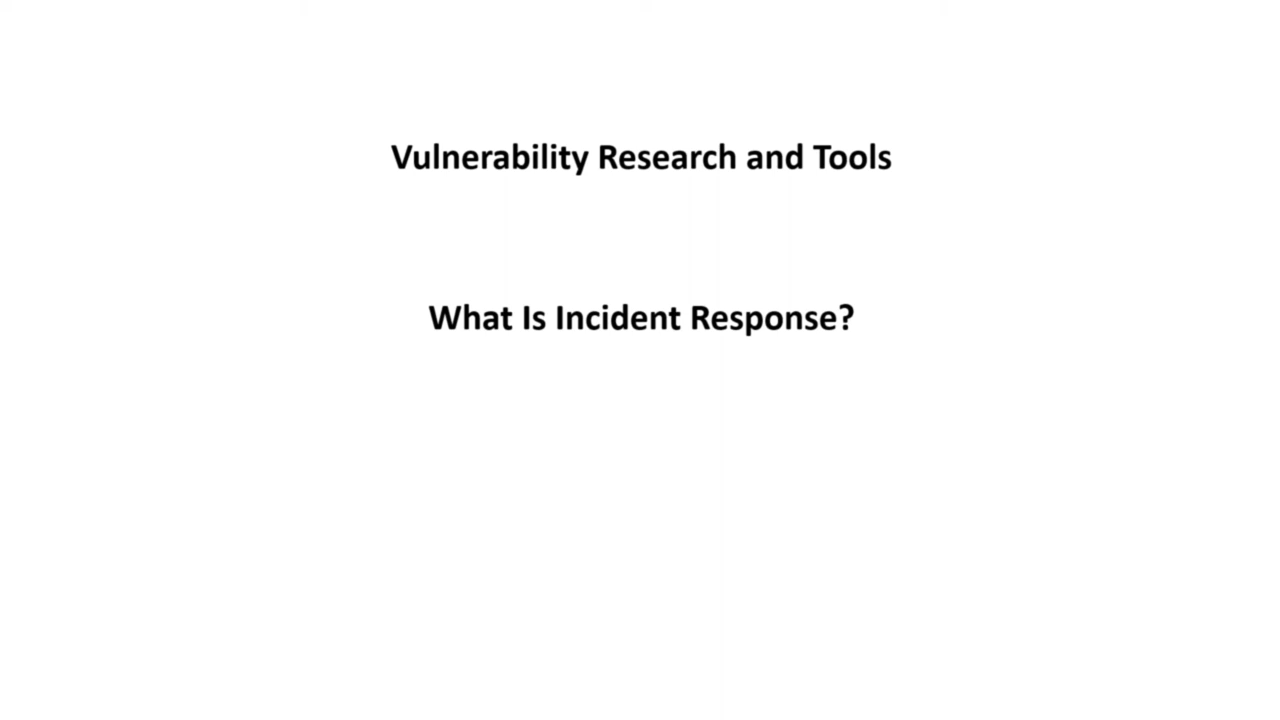 Vulnerability Research and Tools
What Is Incident Response?